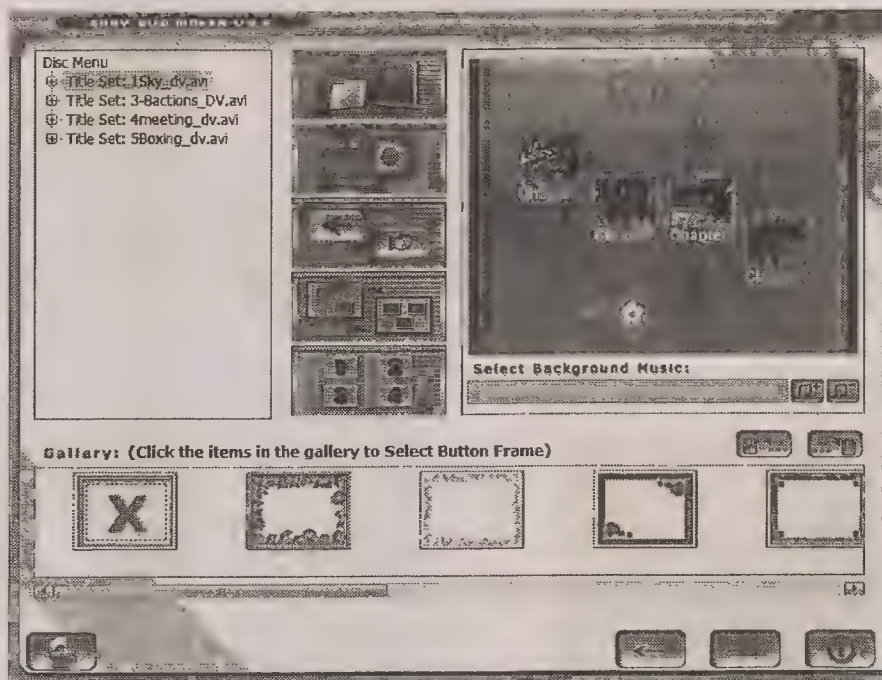 Disc Menu
Title Set: 1Sky_dv.avi
Title Set: 3-8actions_DV.avi
Title Set: 4meeting_dv.avi
Title Set: 5Boxing_dv.avi
Select Background Music:
Gallery: (Click the items in the gallery to Select Button Frame)
X